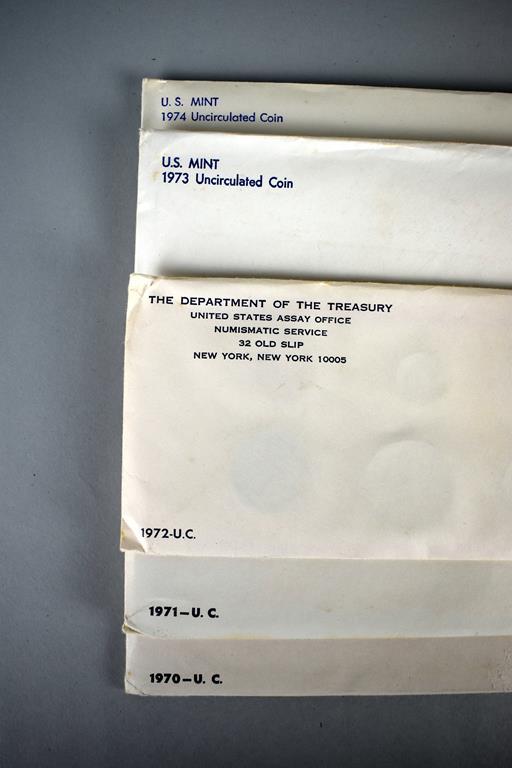 U. S. MINT
1974 Uncirculated Coin
U.S. MINT
1973 Uncirculated Coin
THE DEPARTMENT OF THE TREASURY
UNITED STATES ASSAY OFFICE
NUMISMATIC SERVICE
32 OLD SLIP
NEW YORK, NEW YORK 10005
1972-U.C.
1971—U. C.
1970—U. C.